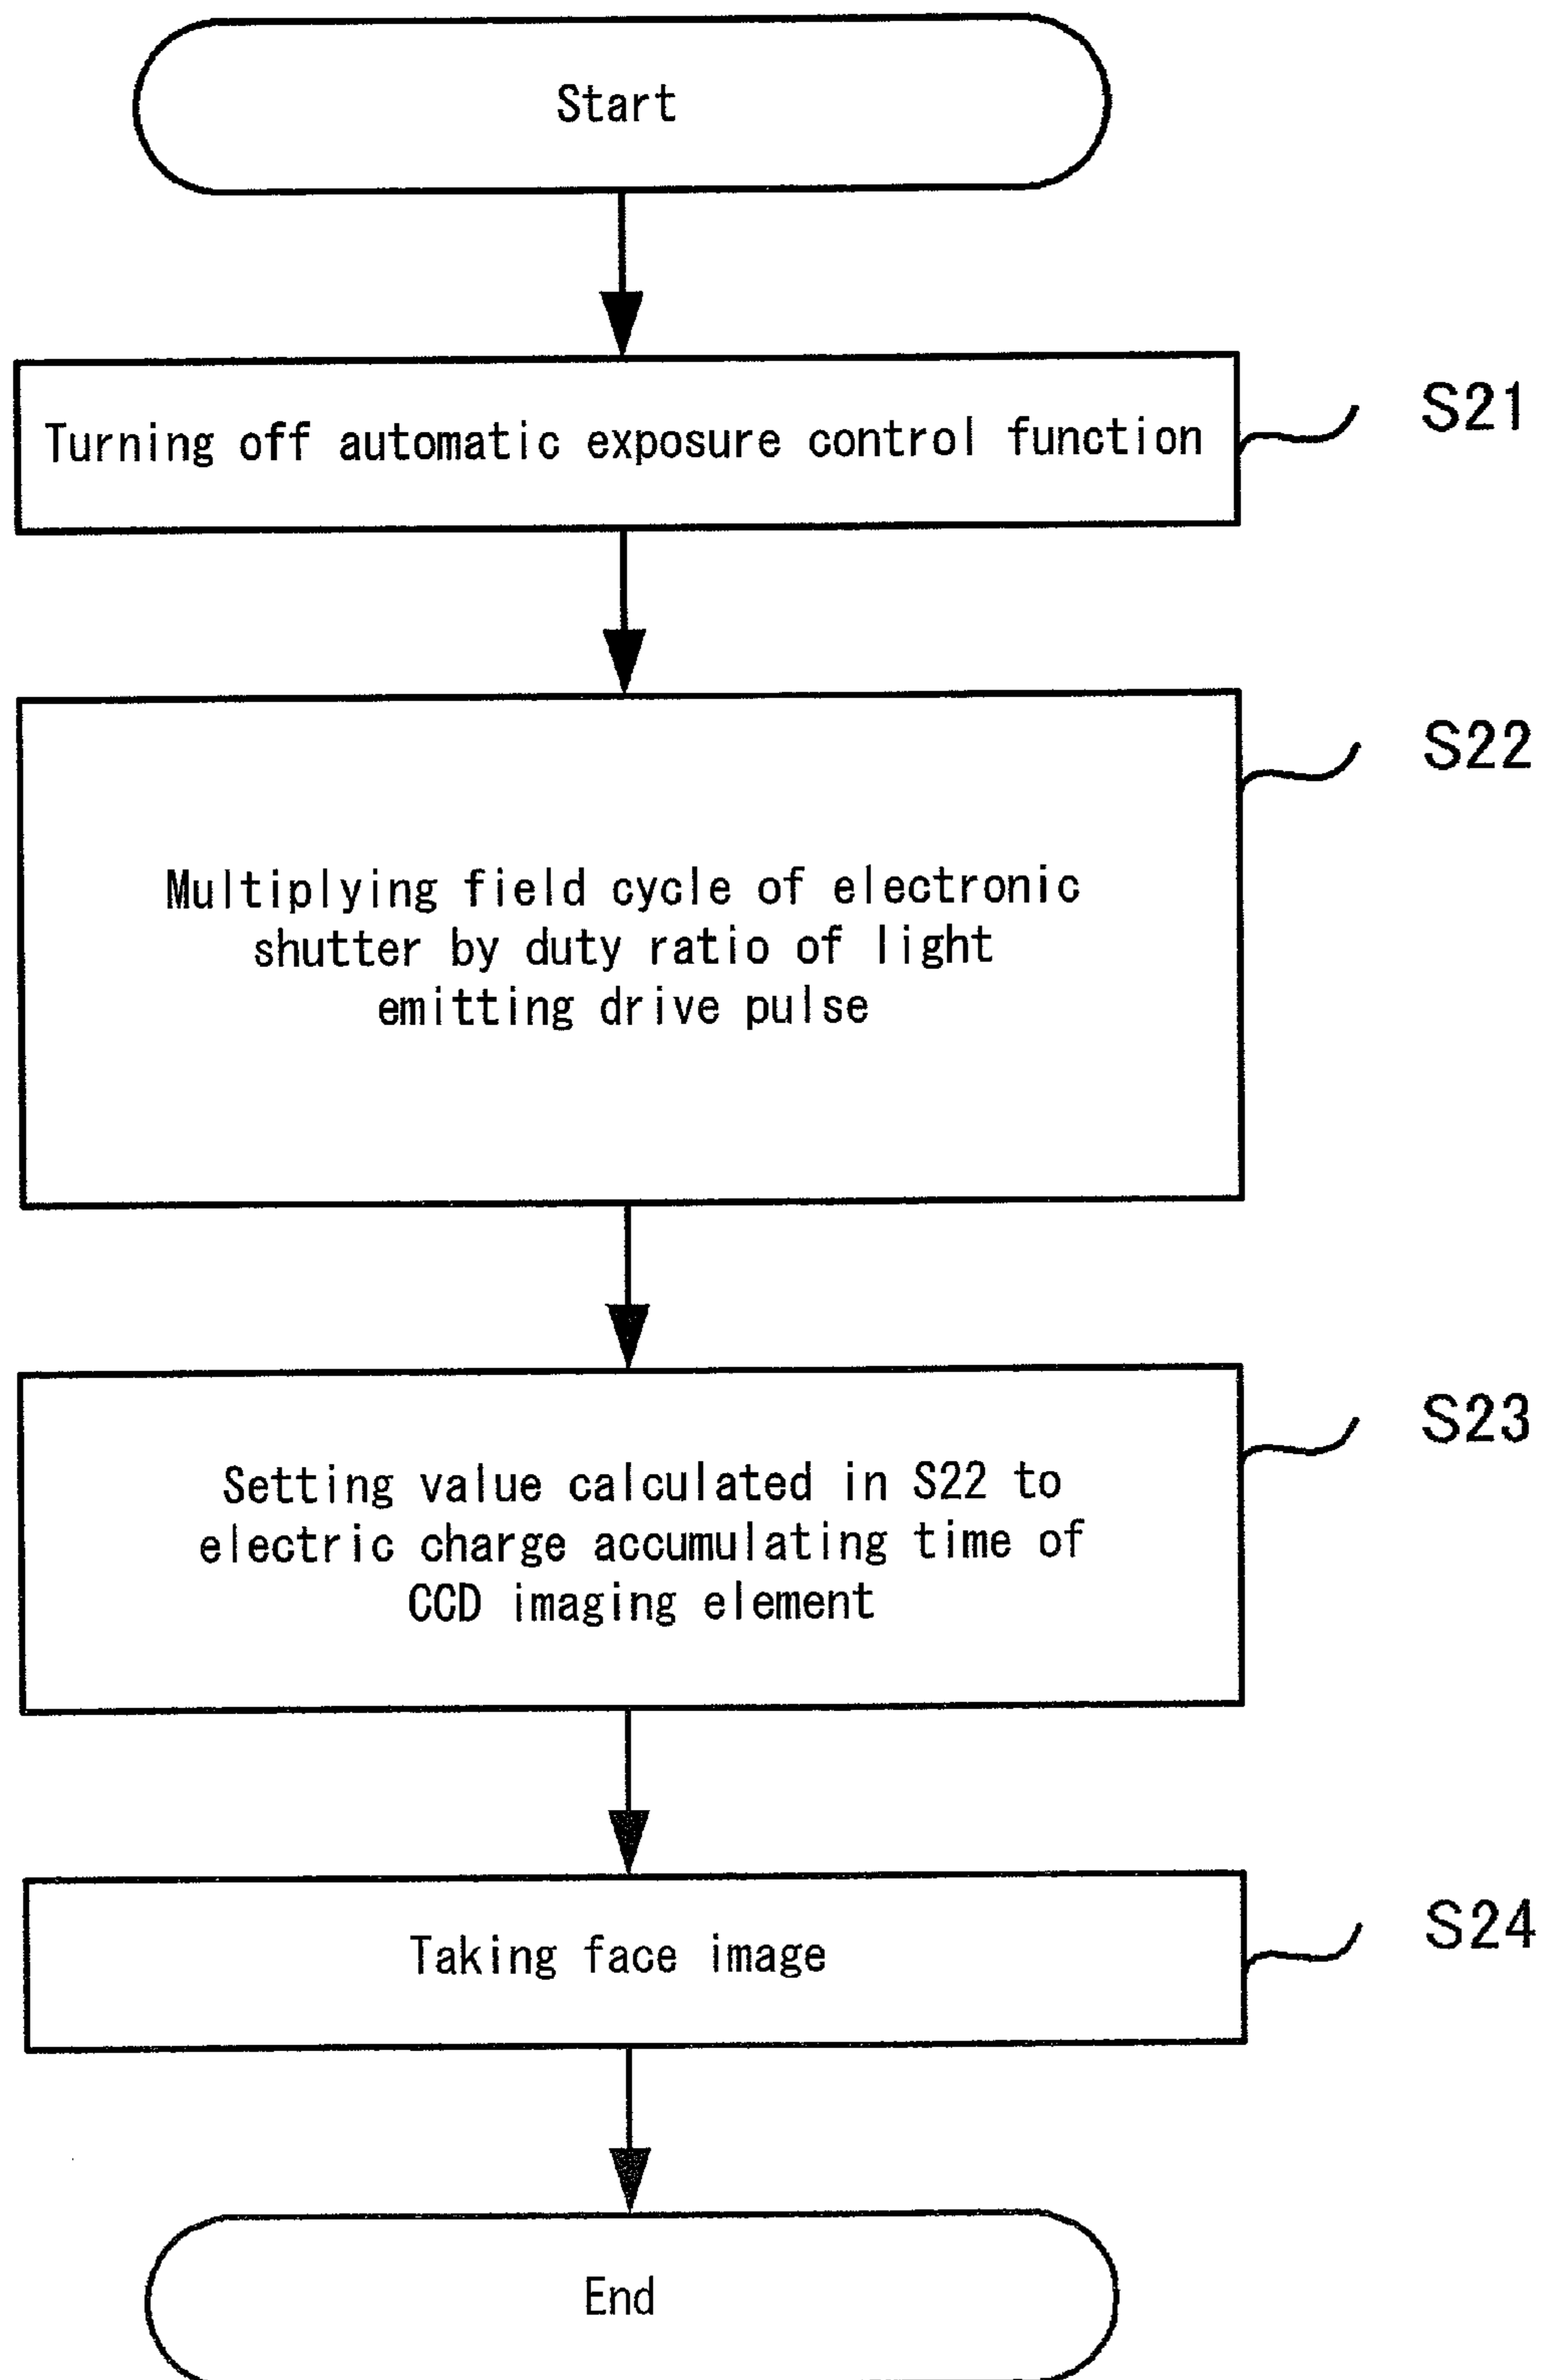 Start
Turning off automatic exposure control function
S21
S22
Multiplying field cycle of electronic
shutter by duty ratio of light
emitting drive pulse
S23
Setting value calculated in S22 to
electric charge accumulating time of
CCD imaging element
S24
Taking face image
End